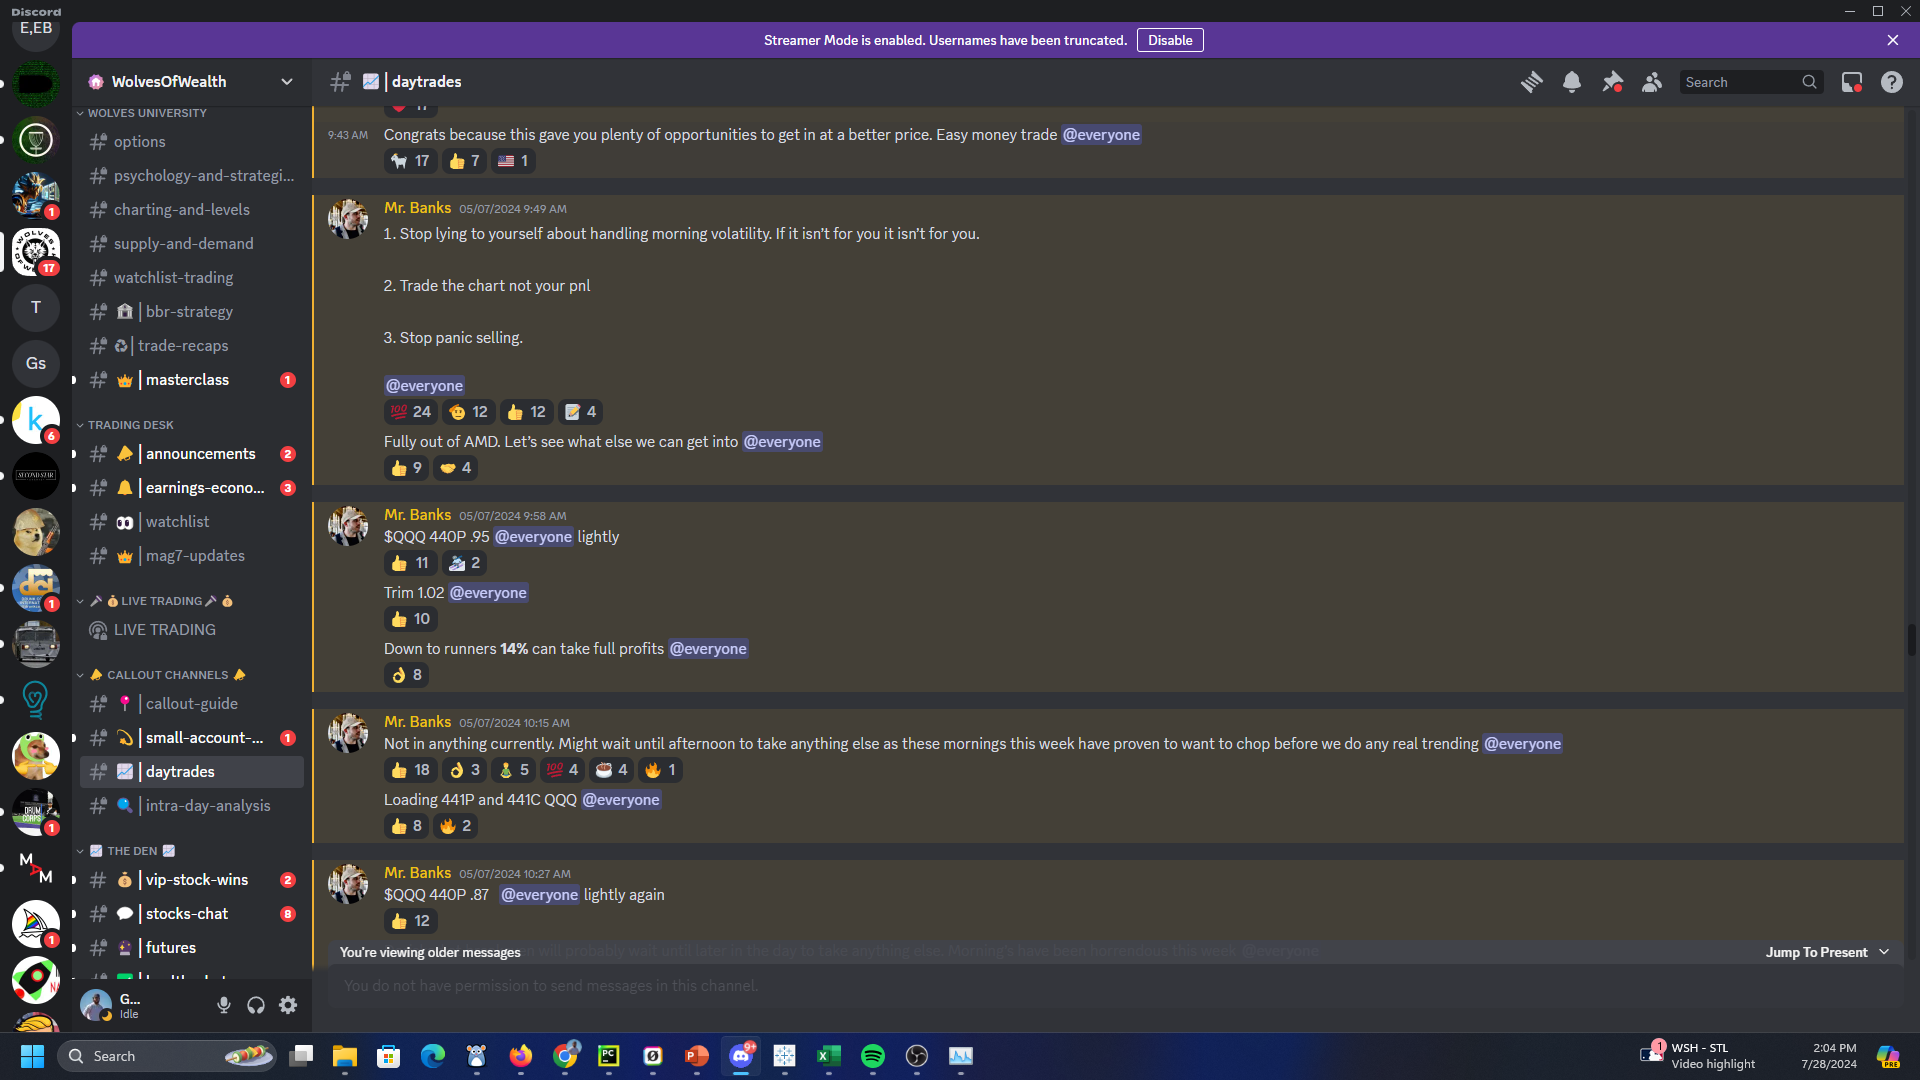 Discord
E,EB
Streamer Mode is enabled. Usernames have been truncated. Disable
WolvesOfWealth
| daytrades
Search
WOLVES UNIVERSITY
options
psychology-and-strategi...
charting-and-levels
supply-and-demand
watchlist-trading
| bbr-strategy
| trade-recaps
| masterclass 1
TRADING DESK
| announcements 2
| earnings-econo... 3
| watchlist
| mag7-updates
LIVE TRADING
LIVE TRADING
CALLOUT CHANNELS
| callout-guide
| small-account-... 1
| daytrades
| intra-day-analysis
THE DEN
| vip-stock-wins 2
| stocks-chat 8
| futures
1
17
T
Gs
k
6
SECOND STAR
dci
1
DRUM CORPS
1
M A M
1
G...
Idle
9:43 AM Congrats because this gave you plenty of opportunities to get in at a better price. Easy money trade @everyone
17 7 1
Mr. Banks 05/07/2024 9:49 AM
1. Stop lying to yourself about handling morning volatility. If it isn’t for you it isn’t for you.
2. Trade the chart not your pnl
3. Stop panic selling.
@everyone
100 24 12 12 4
Fully out of AMD. Let’s see what else we can get into @everyone
9 4
Mr. Banks 05/07/2024 9:58 AM
$QQQ 440P .95 @everyone lightly
11 2
Trim 1.02 @everyone
10
Down to runners 14% can take full profits @everyone
8
Mr. Banks 05/07/2024 10:15 AM
Not in anything currently. Might wait until afternoon to take anything else as these mornings this week have proven to want to chop before we do any real trending @everyone
18 3 5 100 4 4 1
Loading 441P and 441C QQQ @everyone
8 2
Mr. Banks 05/07/2024 10:27 AM
$QQQ 440P .87 @everyone lightly again
12
You're viewing older messages
will probably wait until later in the day to take anything else. Morning's have been horrendous this week @everyone
Jump To Present
You do not have permission to send messages in this channel.
Search
PC
P
9+
X
1
WSH - STL
Video highlight
2:04 PM
7/28/2024
PRE